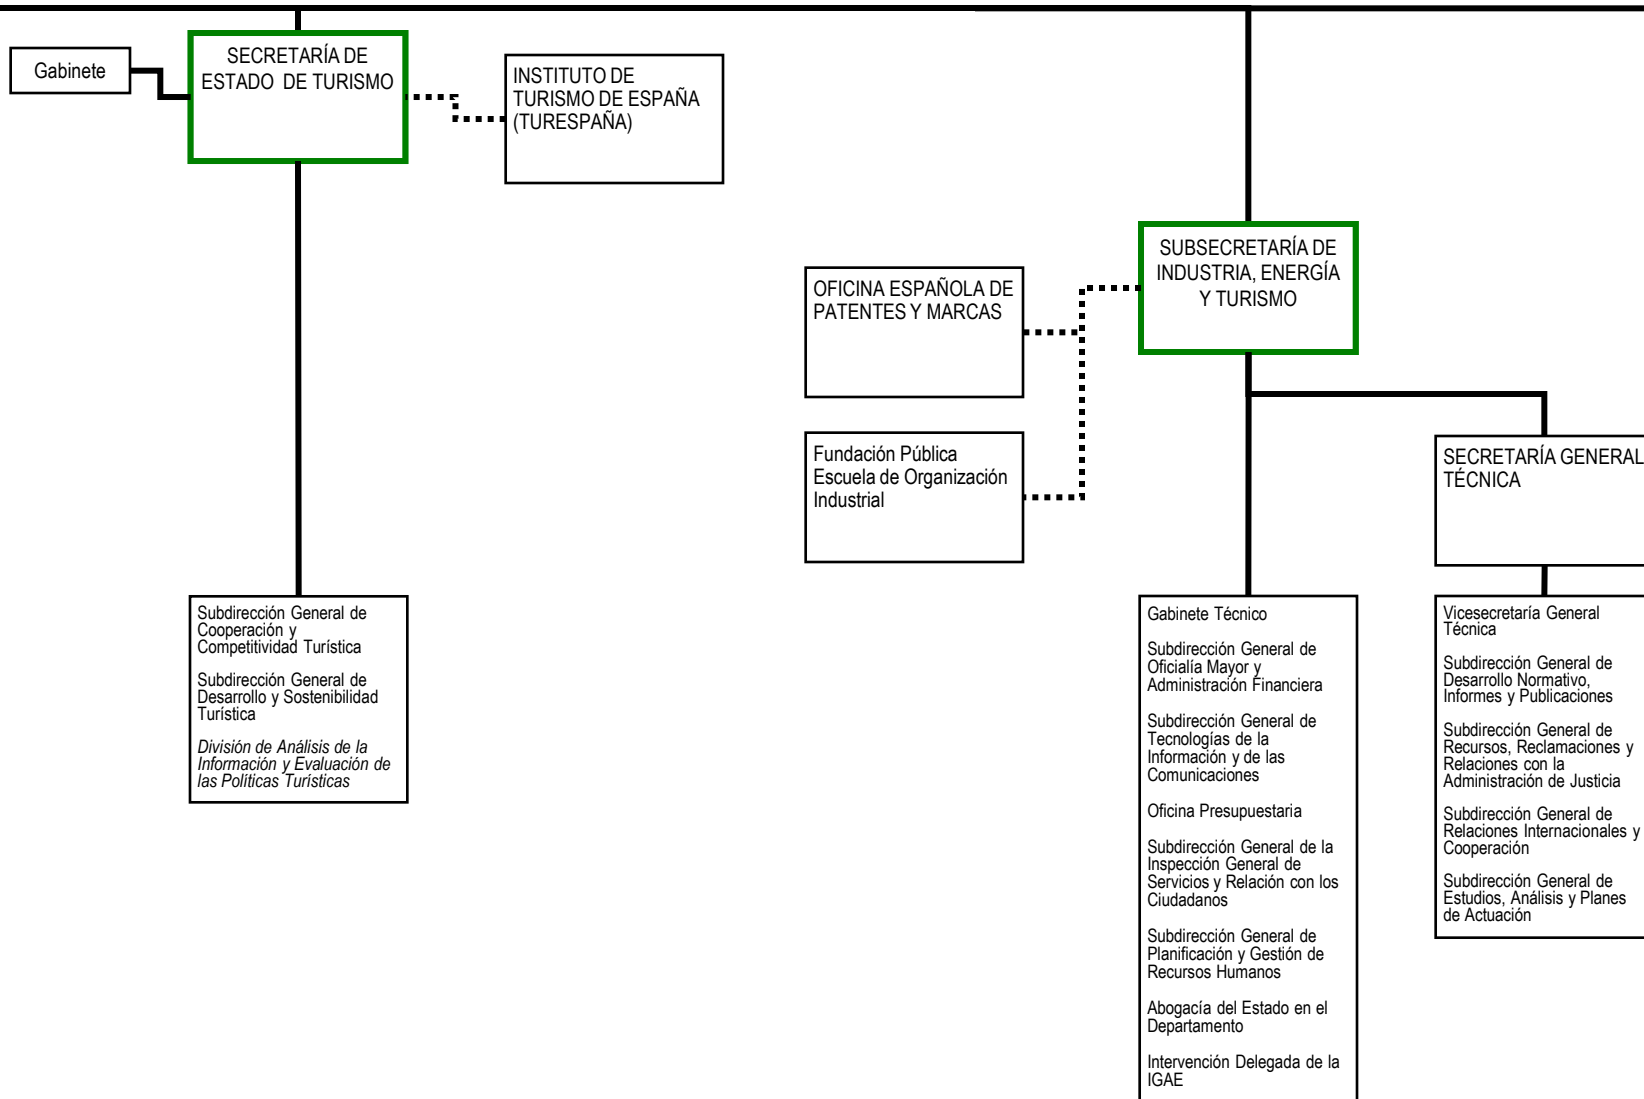 Gabinete
SECRETARÍA DE
ESTADO DE TURISMO
INSTITUTO DE
TURISMO DE ESPAÑA
(TURESPAÑA)
SUBSECRETARÍA DE
INDUSTRIA, ENERGÍA
Y TURISMO
OFICINA ESPAÑOLA DE
PATENTES Y MARCAS
Fundación Pública
Escuela de Organización
Industrial
SECRETARÍA GENERAL
TÉCNICA
Subdirección General de
Cooperación y
Competitividad Turística
Subdirección General de
Desarrollo y Sostenibilidad
Turística
División de Análisis de la
Información y Evaluación de
las Políticas Turísticas
Gabinete Técnico
Subdirección General de
Oficialía Mayor y
Administración Financiera
Subdirección General de
Tecnologías de la
Información y de las
Comunicaciones
Oficina Presupuestaria
Subdirección General de la
Inspección General de
Servicios y Relación con los
Ciudadanos
Subdirección General de
Planificación y Gestión de
Recursos Humanos
Abogacía del Estado en el
Departamento
Intervención Delegada de la
IGAE
Vicesecretaría General
Técnica
Subdirección General de
Desarrollo Normativo,
Informes y Publicaciones
Subdirección General de
Recursos, Reclamaciones y
Relaciones con la
Administración de Justicia
Subdirección General de
Relaciones Internacionales y
Cooperación
Subdirección General de
Estudios, Análisis y Planes
de Actuación